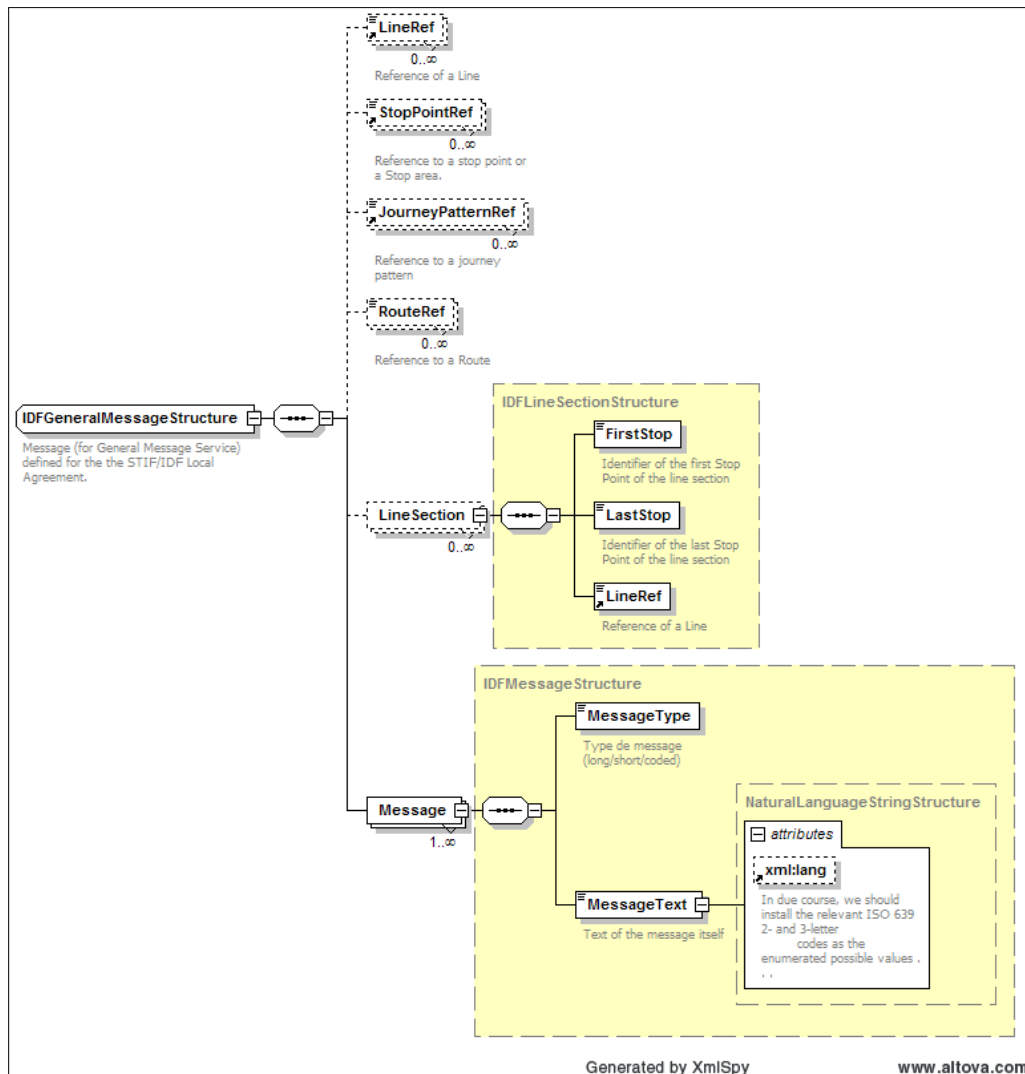 LineRef
0..∞
Reference of a Line
StopPointRef
0..∞
Reference to a stop point or
a Stop area.
JourneyPatternRef
0..∞
Reference to a journey
pattern
RouteRef
0..∞
Reference to a Route
IDFGeneralMessageStructure
Message (for General Message Service)
defined for the the STIF/IDF Local
Agreement.
IDFLineSectionStructure
FirstStop
Identifier of the first Stop
Point of the line section
LineSection
0..∞
LastStop
Identifier of the last Stop
Point of the line section
LineRef
Reference of a Line
IDFMessageStructure
MessageType
Type de message
(long/short/coded)
Message
1..∞
NaturalLanguageStringStructure
attributes
xml:lang
In due course, we should
install the relevant ISO 639
2- and 3-letter
codes as the
enumerated possible values .
. .
MessageText
Text of the message itself
Generated by XmlSpy
www.altova.com